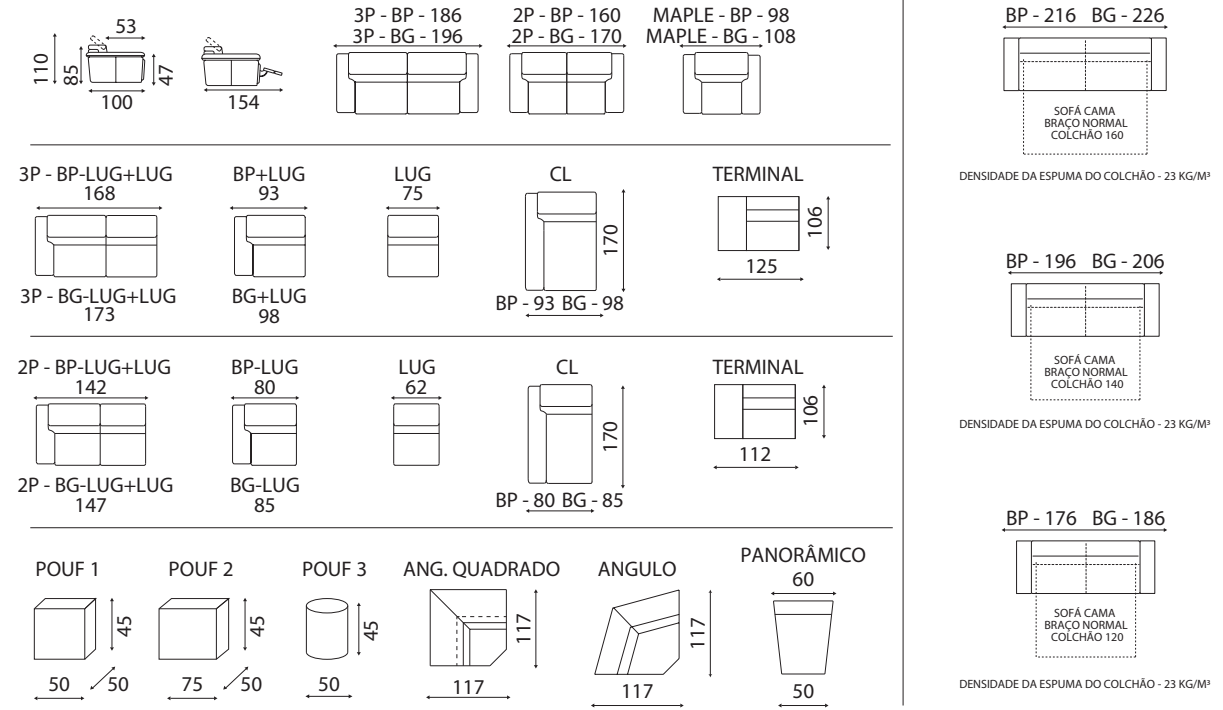 53
110
85
47
100
154
3P - BP - 186
3P - BG - 196
2P - BP - 160
2P - BG - 170
MAPLE - BP - 98
MAPLE - BG - 108
3P - BP-LUG+LUG
168
3P - BG-LUG+LUG
173
BP+LUG
93
BG+LUG
98
LUG
75
CL
170
BP - 93 BG - 98
TERMINAL
106
125
2P - BP-LUG+LUG
142
2P - BG-LUG+LUG
147
BP-LUG
80
BG-LUG
85
LUG
62
CL
170
BP - 80 BG - 85
TERMINAL
106
112
POUF 1
45
50
50
POUF 2
45
75
50
POUF 3
45
50
ANG. QUADRADO
117
117
ANGULO
117
117
PANORÂMICO
60
50
BP - 216 BG - 226
SOFÁ CAMA
BRAÇO NORMAL
COLCHÃO 160
DENSIDADE DA ESPUMA DO COLCHÃO - 23 KG/M³
BP - 196 BG - 206
SOFÁ CAMA
BRAÇO NORMAL
COLCHÃO 140
DENSIDADE DA ESPUMA DO COLCHÃO - 23 KG/M³
BP - 176 BG - 186
SOFÁ CAMA
BRAÇO NORMAL
COLCHÃO 120
DENSIDADE DA ESPUMA DO COLCHÃO - 23 KG/M³